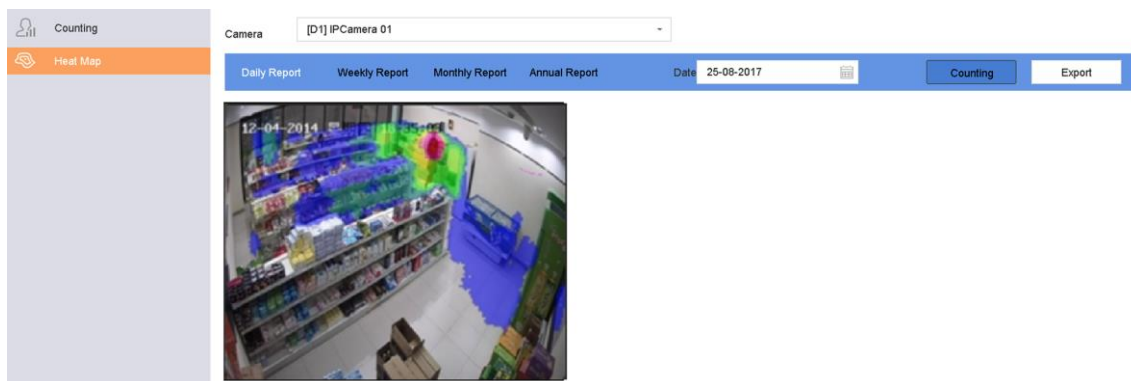 Counting
Heat Map
Camera [D1] IPCamera 01
Daily Report Weekly Report Monthly Report Annual Report Date 25-08-2017 Counting Export
12-04-2014